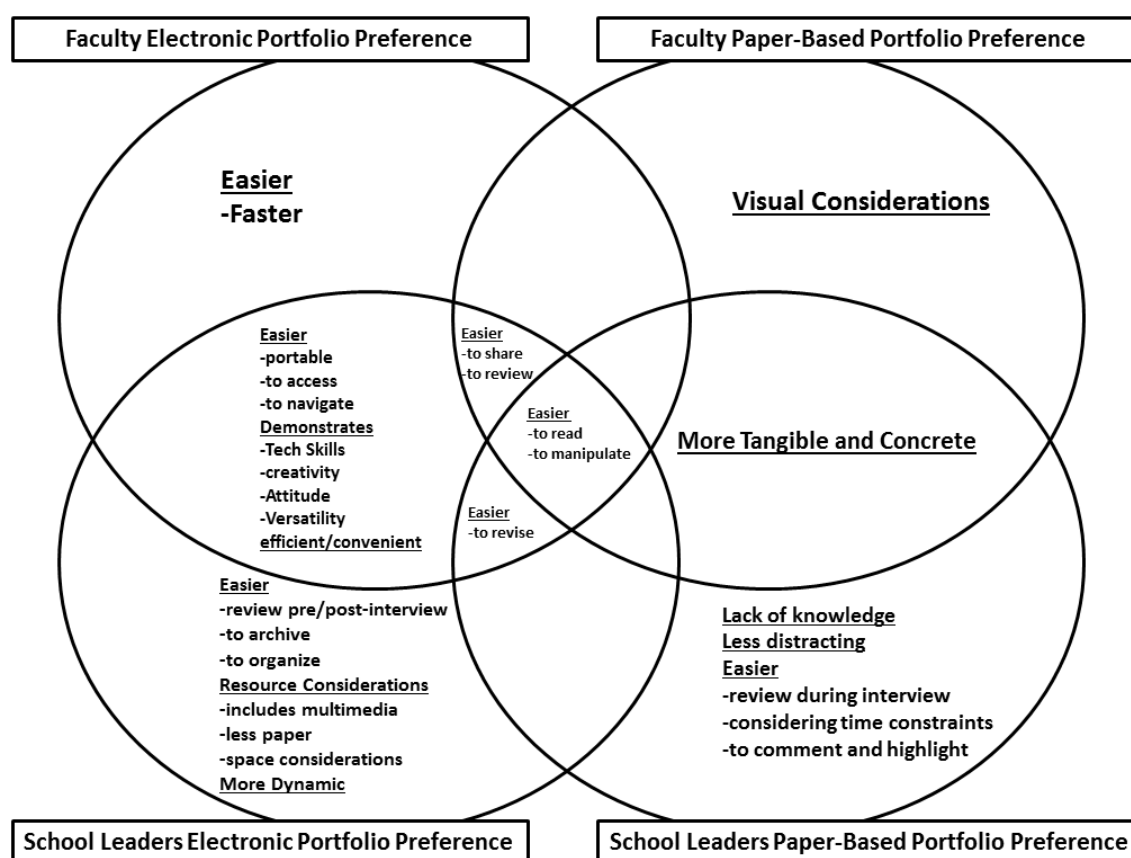 Faculty Electronic Portfolio Preference
Faculty Paper-Based Portfolio Preference
Easier
-Faster
Visual Considerations
Easier
-portable
-to access
-to navigate
Demonstrates
-Tech Skills
-creativity
-Attitude
-Versatility
efficient/convenient
Easier
-to share
-to review
Easier
-to read
-to manipulate
More Tangible and Concrete
Easier
-to revise
Easier
-review pre/post-interview
-to archive
-to organize
Resource Considerations
-includes multimedia
-less paper
-space considerations
More Dynamic
Lack of knowledge
Less distracting
Easier
-review during interview
-considering time constraints
-to comment and highlight
School Leaders Electronic Portfolio Preference
School Leaders Paper-Based Portfolio Preference